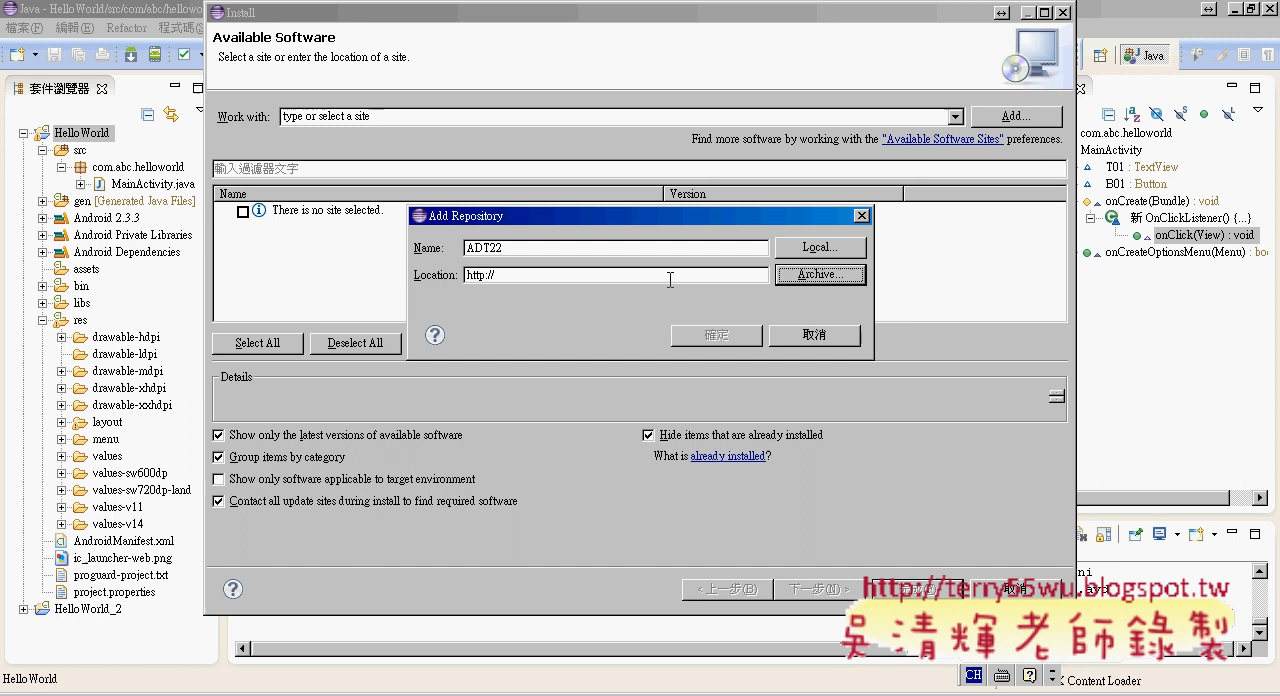 Java - HelloWorld/src/com/abc/hellowo
檔案(F) 編輯(E) Refactor 程式碼(S
套件瀏覽器
HelloWorld
src
com.abc.helloworld
MainActivity.java
gen [Generated Java Files]
Android 2.3.3
Android Private Libraries
Android Dependencies
assets
bin
libs
res
drawable-hdpi
drawable-ldpi
drawable-mdpi
drawable-xhdpi
drawable-xxhdpi
layout
menu
values
values-sw600dp
values-sw720dp-land
values-v11
values-v14
AndroidManifest.xml
ic_launcher-web.png
proguard-project.txt
project.properties
HelloWorld_2
HelloWorld
Install
Available Software
Select a site or enter the location of a site.
Work with: type or select a site Add...
Find more software by working with the "Available Software Sites" preferences.
輸入過濾器文字
Name Version
There is no site selected.
Add Repository
Name: ADT22 Local...
Location: http:// Archive...
確定 取消
Select All Deselect All
Details
Show only the latest versions of available software
Hide items that are already installed
Group items by category
What is already installed?
Show only software applicable to target environment
Contact all update sites during install to find required software
< 上一步(B) 下一步(N) > 取消
Java
com.abc.helloworld
MainActivity
T01 : TextView
B01 : Button
onCreate(Bundle) : void
新 OnClickListener() {...}
onClick(View) : void
onCreateOptionsMenu(Menu) : bo
http://terry55wu.blogspot.tw
吳清輝老師錄製
CH
Content Loader